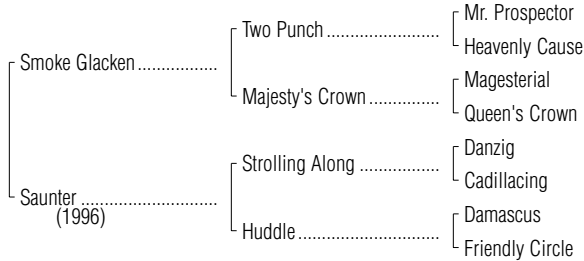 Mr. Prospector
Two Punch ........................
Heavenly Cause
Smoke Glacken .................
Magesterial
Majesty's Crown ...............
Queen's Crown
Danzig
Strolling Along .................
Cadillacing
Saunter .............................
(1996)
Damascus
Huddle ..............................
Friendly Circle